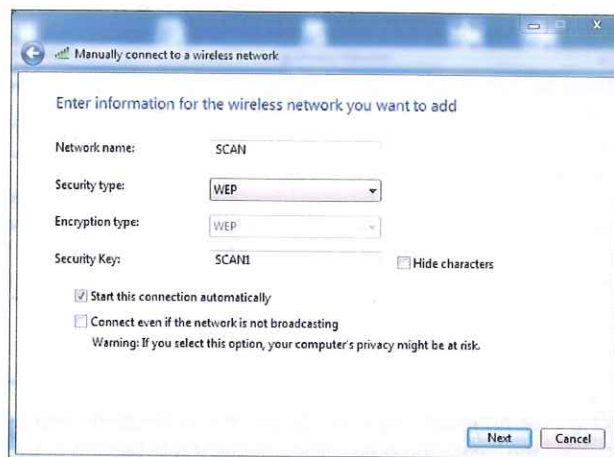 X
Manually connect to a wireless network
Enter information for the wireless network you want to add
Network name: SCAN
Security type: WEP
Encryption type: WEP
Security Key: SCAN1 Hide characters
Start this connection automatically
Connect even if the network is not broadcasting
Warning: If you select this option, your computer's privacy might be at risk.
Next Cancel